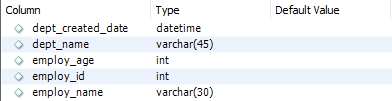 Column Type Default Value
dept_created_date datetime
dept_name varchar(45)
employ_age int
employ_id int
employ_name varchar(30)